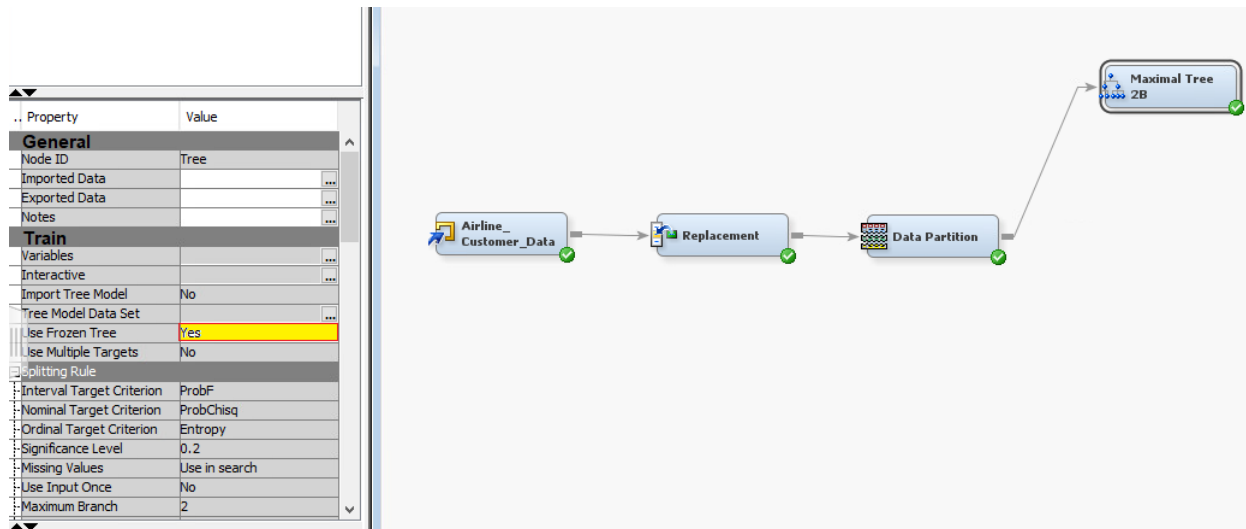 .. Property Value
General
Node ID Tree
Imported Data ...
Exported Data ...
Notes ...
Train
Variables ...
Interactive ...
Import Tree Model No
Tree Model Data Set ...
Use Frozen Tree Yes
Use Multiple Targets No
Splitting Rule
Interval Target Criterion ProbF
Nominal Target Criterion ProbChisq
Ordinal Target Criterion Entropy
Significance Level 0.2
Missing Values Use in search
Use Input Once No
Maximum Branch 2
Airline_
Customer_Data
Replacement
Data Partition
Maximal Tree
2B